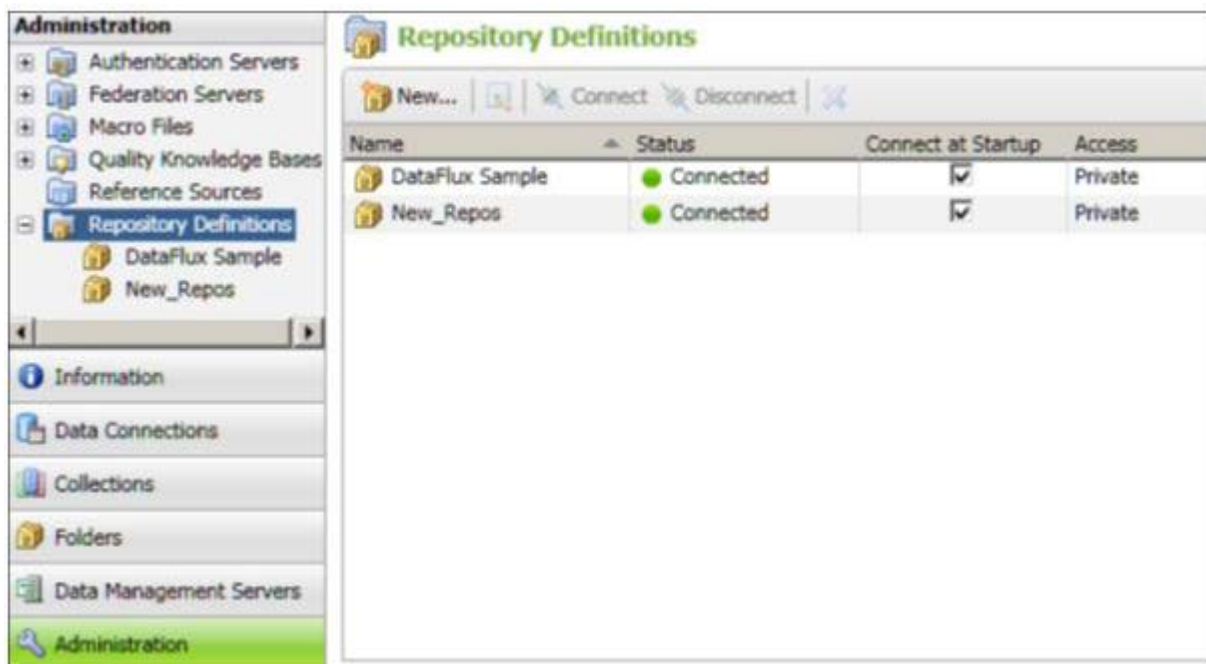 Administration
Authentication Servers
Federation Servers
Macro Files
Quality Knowledge Bases
Reference Sources
Repository Definitions
DataFlux Sample
New_Repos
Information
Data Connections
Collections
Folders
Data Management Servers
Administration
Repository Definitions
New... Connect Disconnect
Name Status Connect at Startup Access
DataFlux Sample Connected Private
New_Repos Connected Private